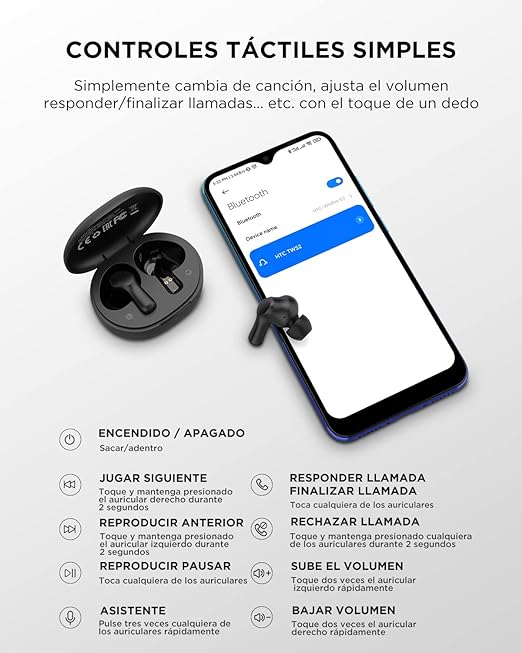 CONTROLES TÁCTILES SIMPLES
Simplemente cambia de canción, ajusta el volumen
responder/finalizar llamadas... etc. con el toque de un dedo
Bluetooth
Bluetooth
Device name
HTC TWS2
ENCENDIDO / APAGADO
Sacar/adentro
JUGAR SIGUIENTE
Toque y mantenga presionado
el auricular derecho durante
2 segundos
REPRODUCIR ANTERIOR
Toque y mantenga presionado
el auricular izquierdo durante
2 segundos
REPRODUCIR PAUSAR
Toca cualquiera de los auriculares
ASISTENTE
Pulse tres veces cualquiera de
los auriculares rápidamente
RESPONDER LLAMADA
FINALIZAR LLAMADA
Toca cualquiera de los auriculares
RECHAZAR LLAMADA
Toque y mantenga presionado cualquiera
de los auriculares durante 2 segundos
SUBE EL VOLUMEN
Toque dos veces el auricular
izquierdo rápidamente
BAJAR VOLUMEN
Toque dos veces el auricular
derecho rápidamente